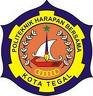 POLITEKNIK HARAPAN BERSAMA
KOTA TEGAL